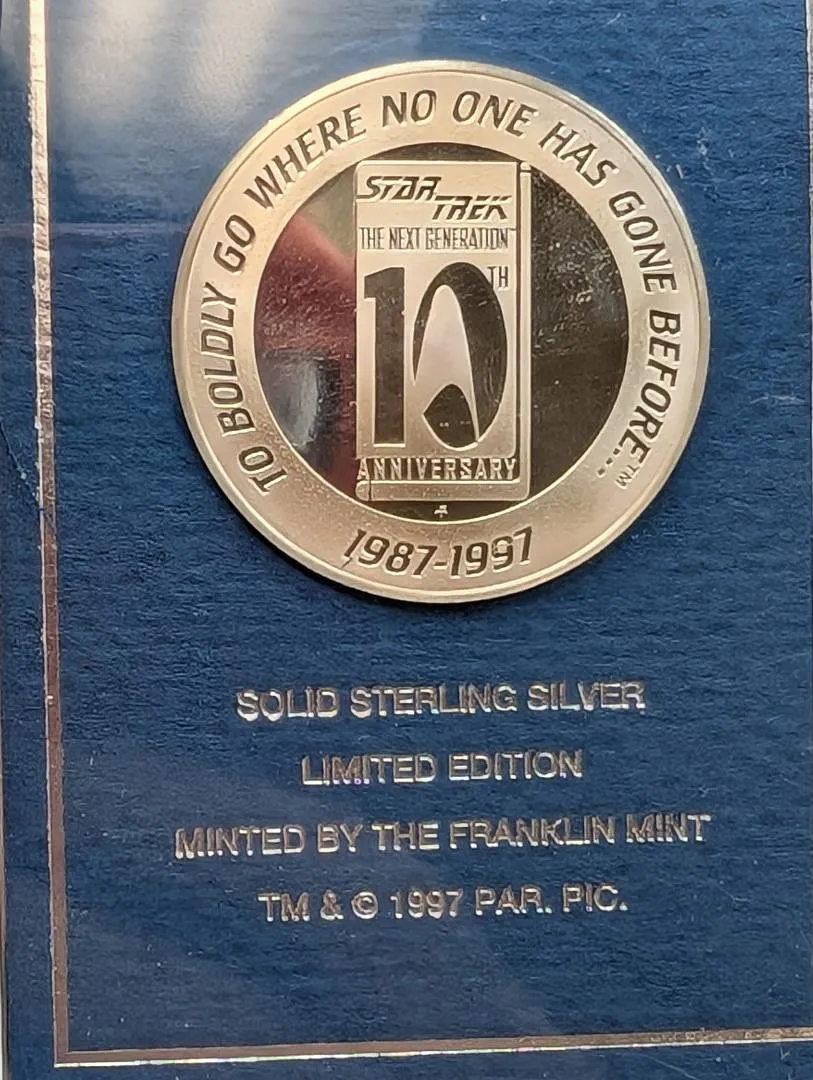 TO BOLDLY GO WHERE NO ONE HAS GONE BEFORE...™
STAR TREK
THE NEXT GENERATION™
10TH
ANNIVERSARY
1987-1997
SOLID STERLING SILVER
LIMITED EDITION
MINTED BY THE FRANKLIN MINT
TM & © 1997 PAR. PIC.